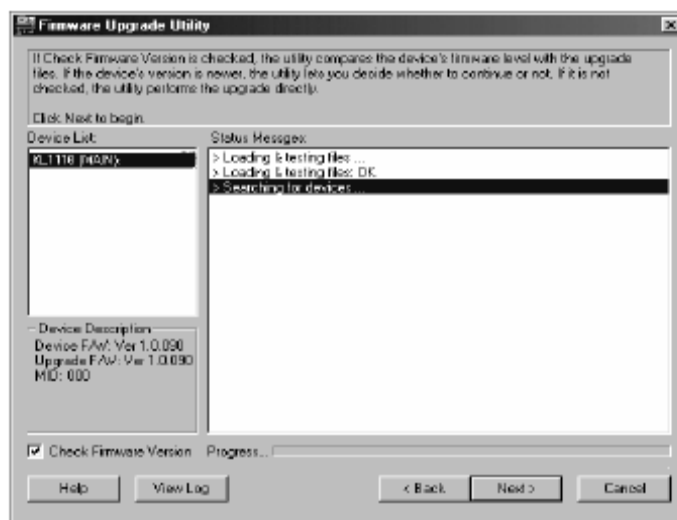 Firmware Upgrade Utility
If Check Firmware Version is checked, the utility compares the device's firmware level with the upgrade
files. If the device's version is newer, the utility lets you decide whether to continue or not. If it is not
checked, the utility performs the upgrade directly.
Click Next to begin.
Device List:
Status Messges:
KL1116 (MAIN):
> Loading & testing files ...
> Loading & testing files: OK
> Searching for devices ...
Device Description
Device F/W: Ver 1.0.090
Upgrade F/W: Ver 1.0.090
MID: 000
Check Firmware Version
Progress...
Help
View Log
< Back
Next >
Cancel